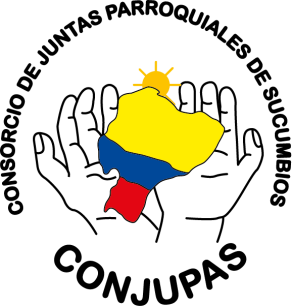 CONSORCIO DE JUNTAS PARROQUIALES DE SUCUMBIOS
CONJUPAS